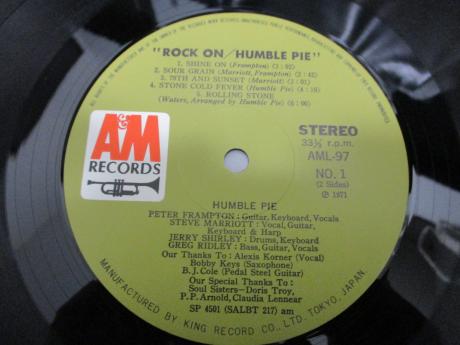 "ROCK ON/HUMBLE PIE"
1. SHINE ON (Frampton) (3:02)
2. SOUR GRAIN (Marriott, Frampton) (2:42)
3. 79TH AND SUNSET (Marriott) (3:01)
4. STONE COLD FEVER (Humble Pie) (4:19)
5. ROLLING STONE
(Waters, Arranged by Humble Pie) (6:00)
A&M
RECORDS
STEREO
33⅓ r.p.m.
AML-97
NO. 1
(2 Sides)
Ⓟ 1971
HUMBLE PIE
PETER FRAMPTON: Guitar, Keyboard, Vocals
STEVE MARRIOTT: Vocal, Guitar,
Keyboard & Harp
JERRY SHIRLEY: Drums, Keyboard
GREG RIDLEY: Bass, Guitar, Vocals
Our Thanks To: Alexis Korner (Vocal)
Bobby Keys (Saxophone)
B. J. Cole (Pedal Steel Guitar)
Our Special Thanks To:
Soul Sisters-Doris Troy,
P. P. Arnold, Claudia Lennear
SP 4501 (SALBT 217) am
MANUFACTURED BY KING RECORD CO., LTD. TOKYO, JAPAN.